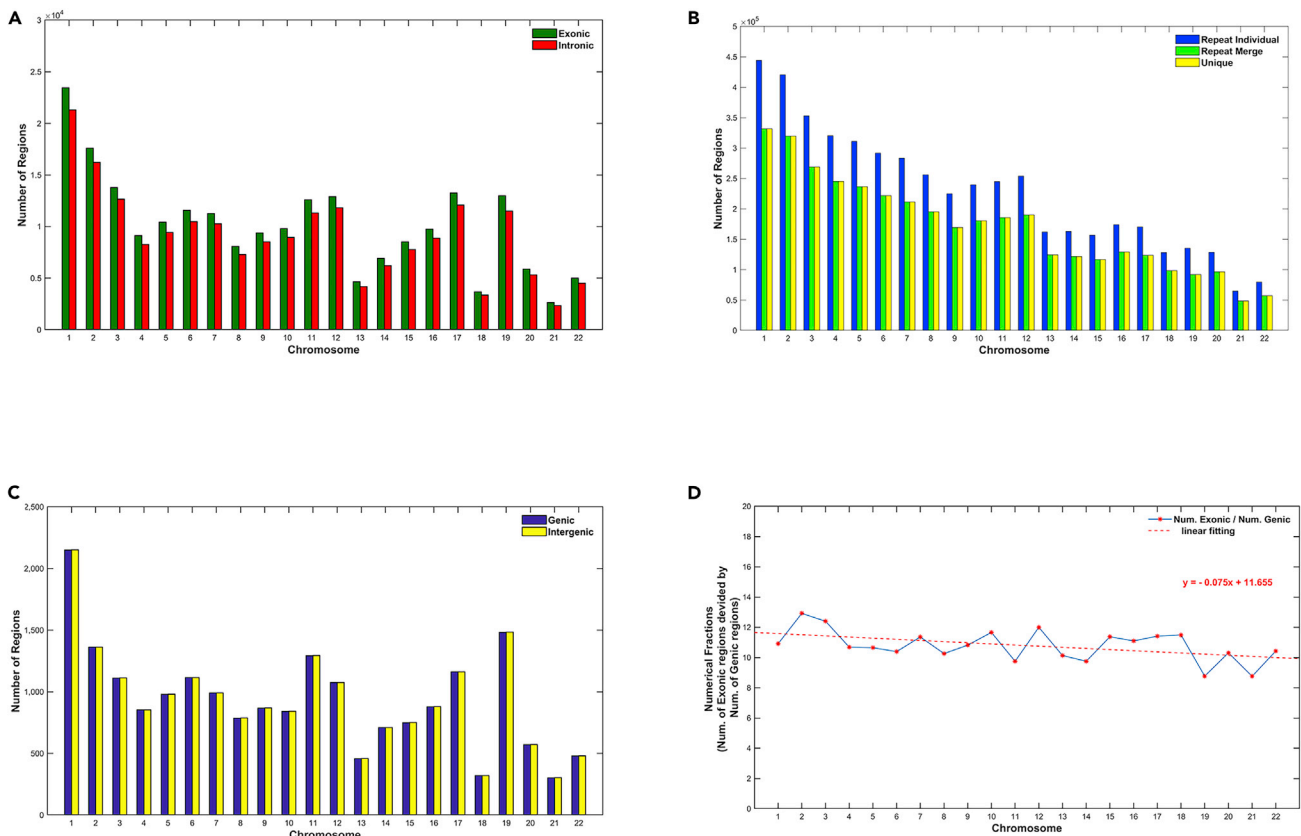 A
×10⁴
Exonic
Intronic
3
2.5
2
1.5
1
0.5
0
Number of Regions
1 2 3 4 5 6 7 8 9 10 11 12 13 14 15 16 17 18 19 20 21 22
Chromosome
B
×10⁵
Repeat Individual
Repeat Merge
Unique
5
4.5
4
3.5
3
2.5
2
1.5
1
0.5
0
Number of Regions
1 2 3 4 5 6 7 8 9 10 11 12 13 14 15 16 17 18 19 20 21 22
Chromosome
C
Genic
Intergenic
2,500
2,000
1,500
1,000
500
0
Number of Regions
1 2 3 4 5 6 7 8 9 10 11 12 13 14 15 16 17 18 19 20 21 22
Chromosome
D
Num. Exonic / Num. Genic
linear fitting
y = - 0.075x + 11.655
20
18
16
14
12
10
8
6
4
2
0
Numerical Fractions
(Num. of Exonic regions devided by
Num. of Genic regions)
1 2 3 4 5 6 7 8 9 10 11 12 13 14 15 16 17 18 19 20 21 22
Chromosome